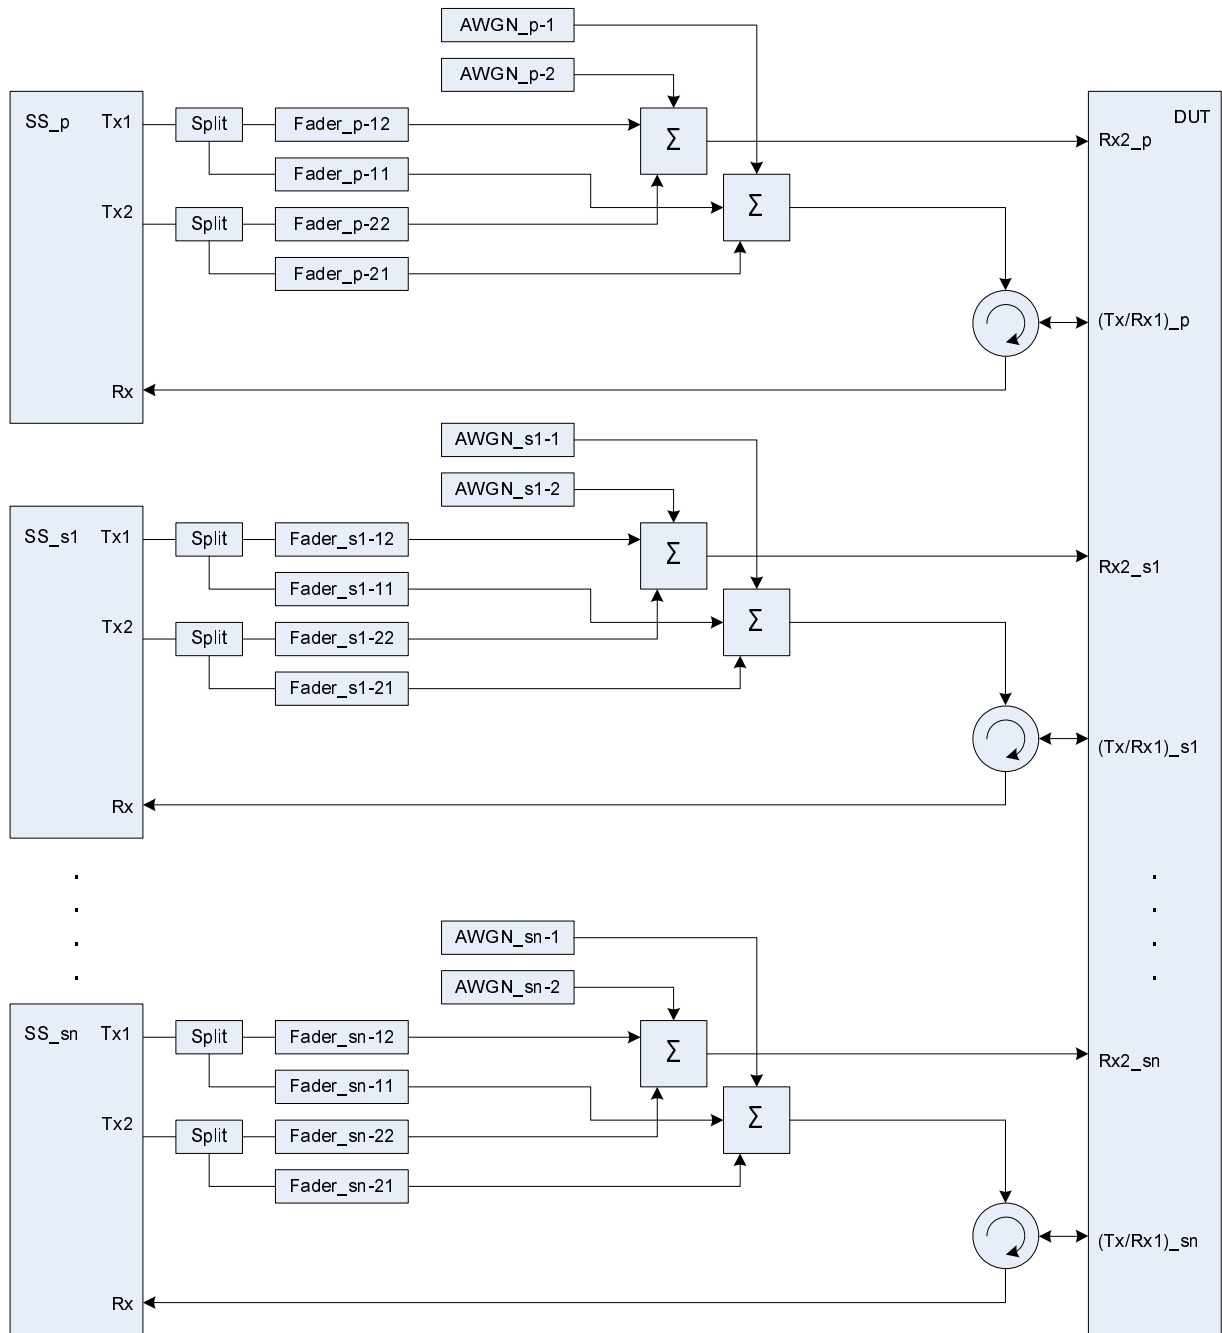 AWGN_p-1
AWGN_p-2
SS_p Tx1 Split Fader_p-12 Σ DUT
Rx2_p
Fader_p-11
Tx2 Split Fader_p-22 Σ
Fader_p-21
(Tx/Rx1)_p
Rx
AWGN_s1-1
AWGN_s1-2
SS_s1 Tx1 Split Fader_s1-12 Σ
Rx2_s1
Fader_s1-11
Tx2 Split Fader_s1-22 Σ
Fader_s1-21
(Tx/Rx1)_s1
Rx
AWGN_sn-1
AWGN_sn-2
SS_sn Tx1 Split Fader_sn-12 Σ
Rx2_sn
Fader_sn-11
Tx2 Split Fader_sn-22 Σ
Fader_sn-21
(Tx/Rx1)_sn
Rx